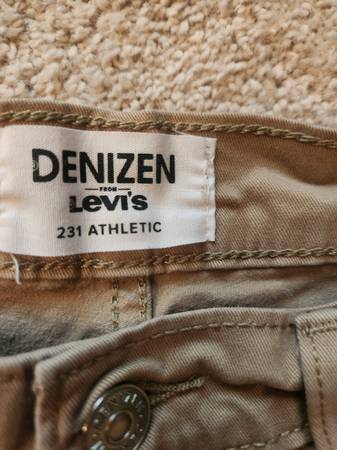 DENIZEN
FROM
Levi's
231 ATHLETIC